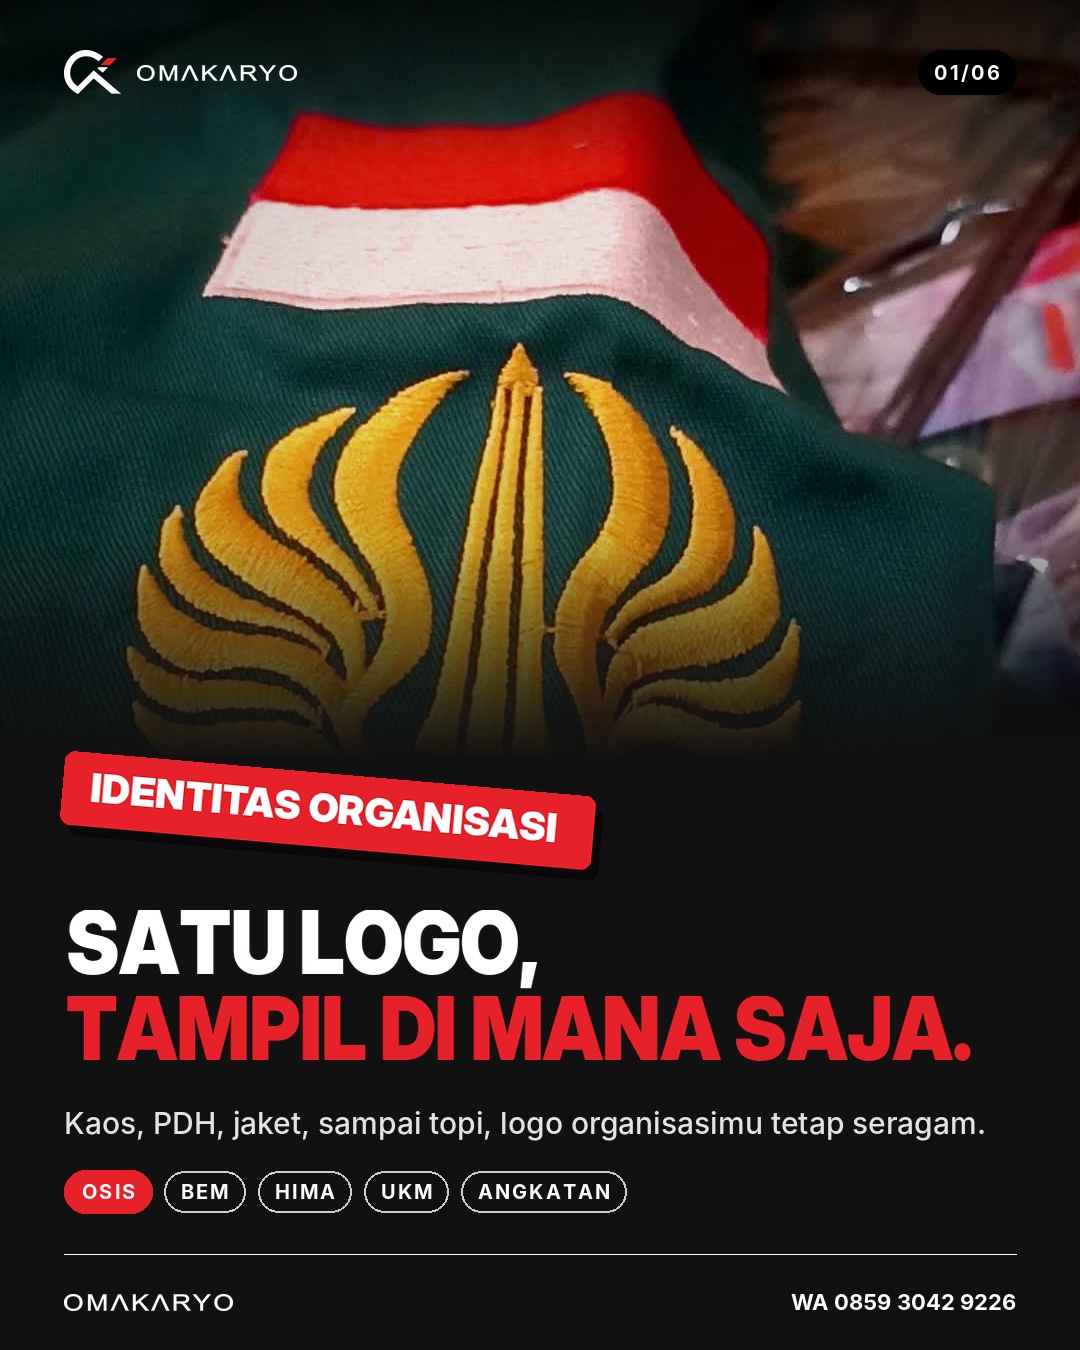 OMAKARYO
01/06
IDENTITAS ORGANISASI
SATU LOGO,
TAMPIL DI MANA SAJA.
Kaos, PDH, jaket, sampai topi, logo organisasimu tetap seragam.
OSIS BEM HIMA UKM ANGKATAN
OMAKARYO
WA 0859 3042 9226